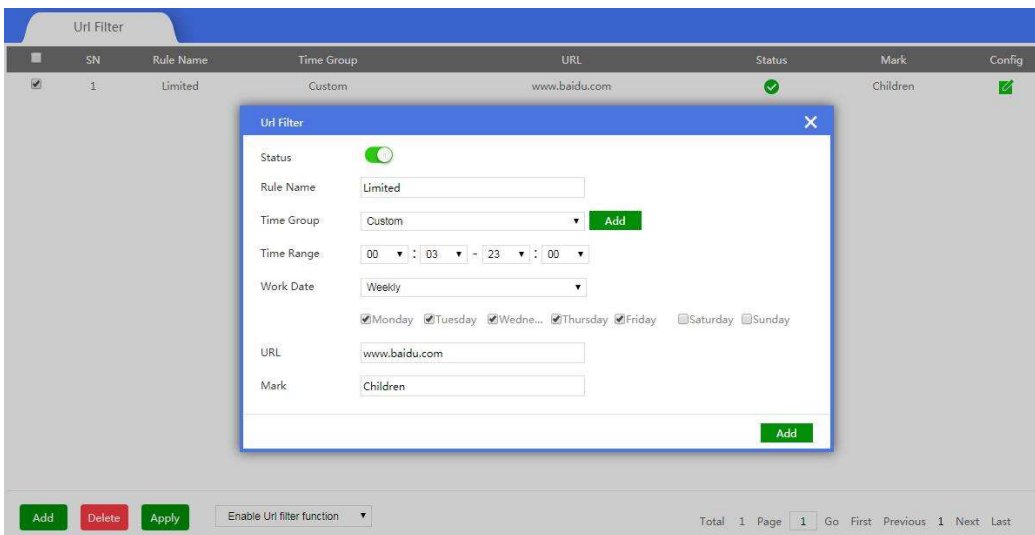 Url Filter
SN Rule Name Time Group URL Status Mark Config
1 Limited Custom www.baidu.com Children
Url Filter
Status
Rule Name Limited
Time Group Custom Add
Time Range 00 : 03 - 23 : 00
Work Date Weekly
Monday Tuesday Wedne... Thursday Friday Saturday Sunday
URL www.baidu.com
Mark Children
Add
Add Delete Apply Enable Url filter function Total 1 Page 1 Go First Previous 1 Next Last